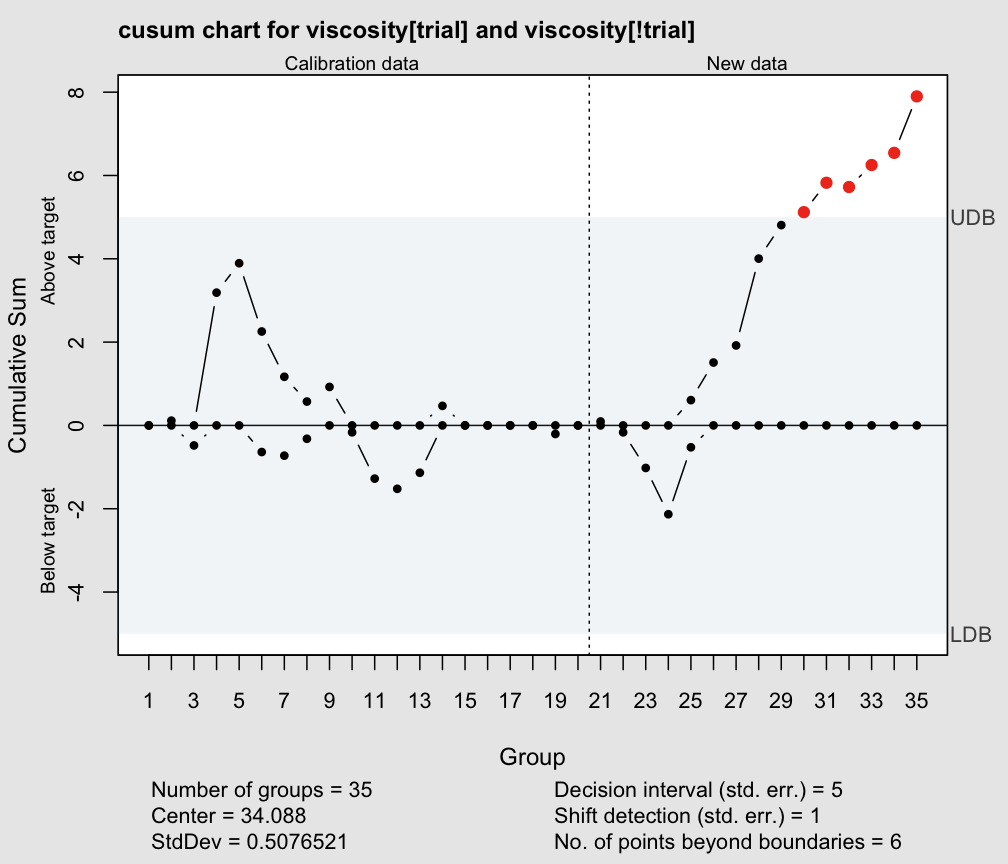 cusum chart for viscosity[trial] and viscosity[!trial]
Calibration data New data
Cumulative Sum
Above target
Below target
8
6
4
2
0
-2
-4
UDB
LDB
1 3 5 7 9 11 13 15 17 19 21 23 25 27 29 31 33 35
Group
Number of groups = 35
Center = 34.088
StdDev = 0.5076521
Decision interval (std. err.) = 5
Shift detection (std. err.) = 1
No. of points beyond boundaries = 6